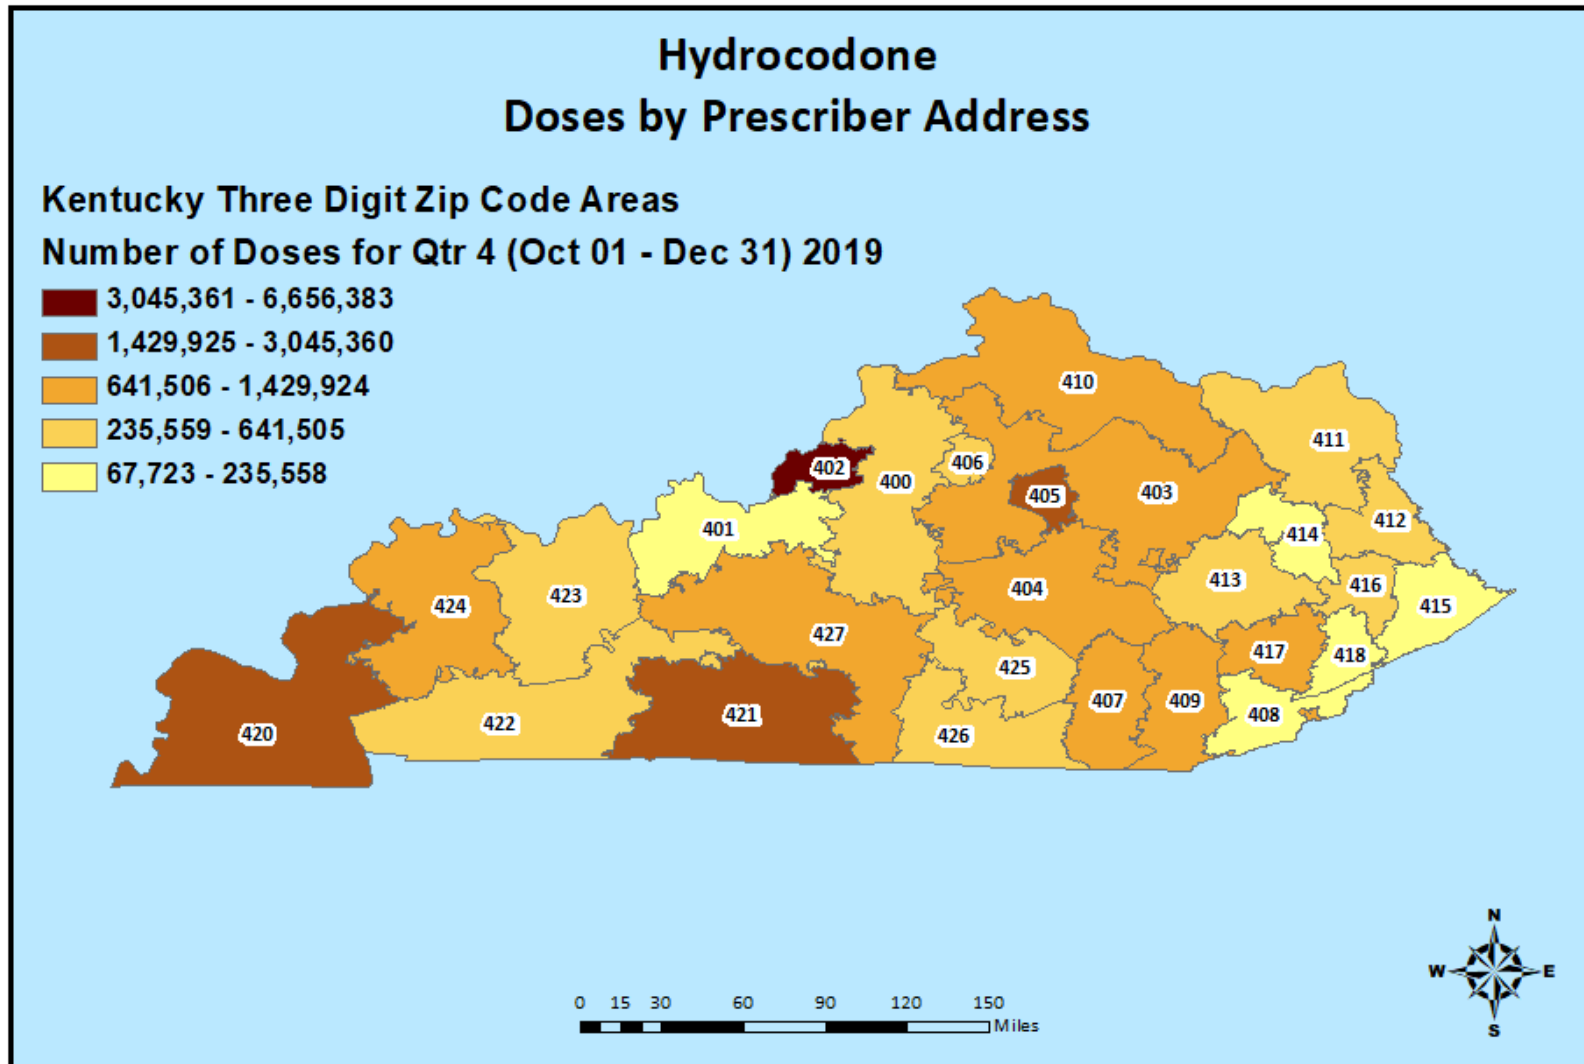 Hydrocodone
Doses by Prescriber Address
Kentucky Three Digit Zip Code Areas
Number of Doses for Qtr 4 (Oct 01 - Dec 31) 2019
3,045,361 - 6,656,383
1,429,925 - 3,045,360
641,506 - 1,429,924
235,559 - 641,505
67,723 - 235,558
410
411
402
406
400
405
403
412
401
414
413
416
404
415
424
423
427
417
418
425
407
409
408
421
422
420
426
N
W E
S
0 15 30 60 90 120 150
Miles